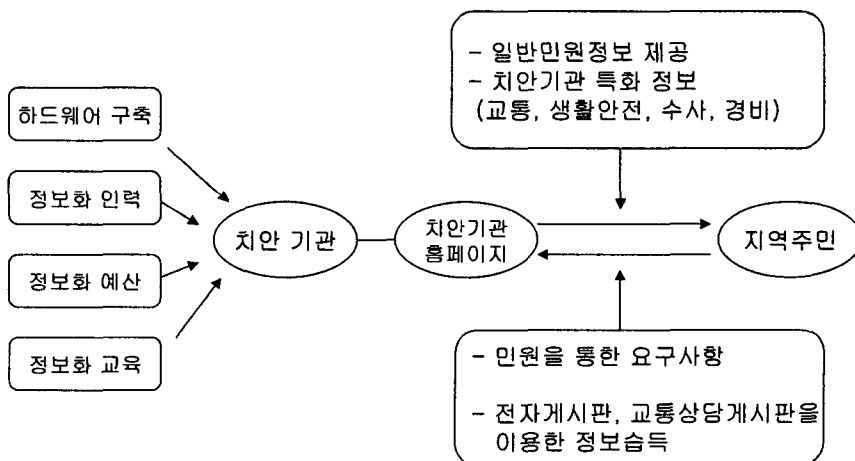 하드웨어 구축
정보화 인력
정보화 예산
정보화 교육
치안 기관
치안기관
홈페이지
- 일반민원정보 제공
- 치안기관 특화 정보
(교통, 생활안전, 수사, 경비)
지역주민
- 민원을 통한 요구사항
- 전자게시판, 교통상담게시판을
이용한 정보습득